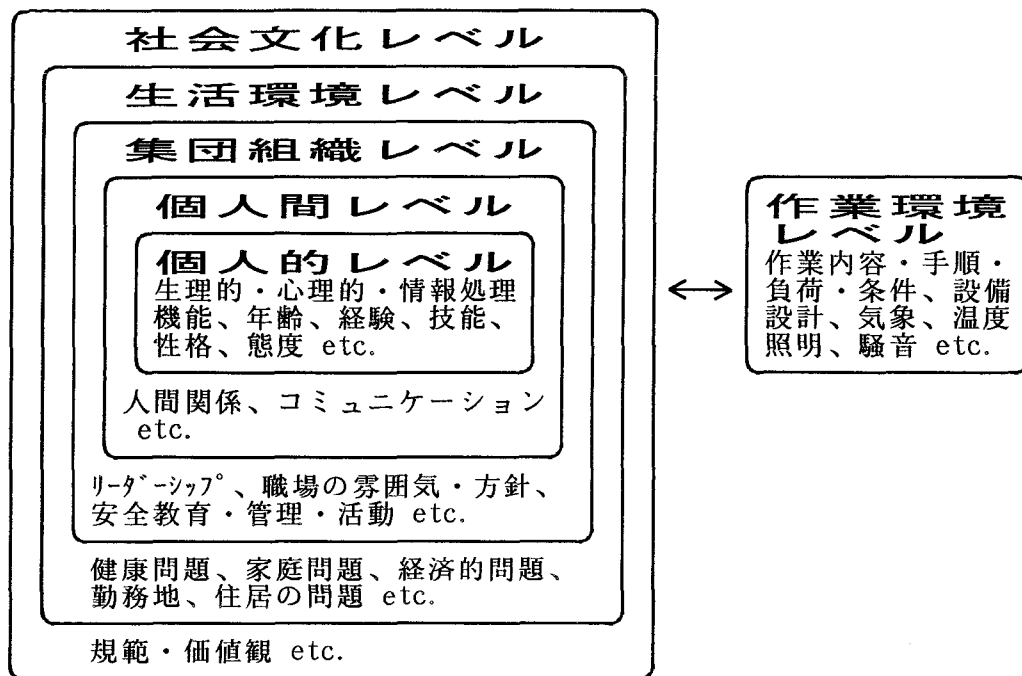 社会文化レベル
生活環境レベル
集団組織レベル
個人間レベル
個人的レベル
生理的・心理的・情報処理
機能、年齢、経験、技能、
性格、態度 etc.
人間関係、コミュニケーション
etc.
ﾘｰﾀﾞｰｼｯﾌﾟ、職場の雰囲気・方針、
安全教育・管理・活動 etc.
健康問題、家庭問題、経済的問題、
勤務地、住居の問題 etc.
規範・価値観 etc.
作業環境
レベル
作業内容・手順・
負荷・条件、設備
設計、気象、温度
照明、騒音 etc.